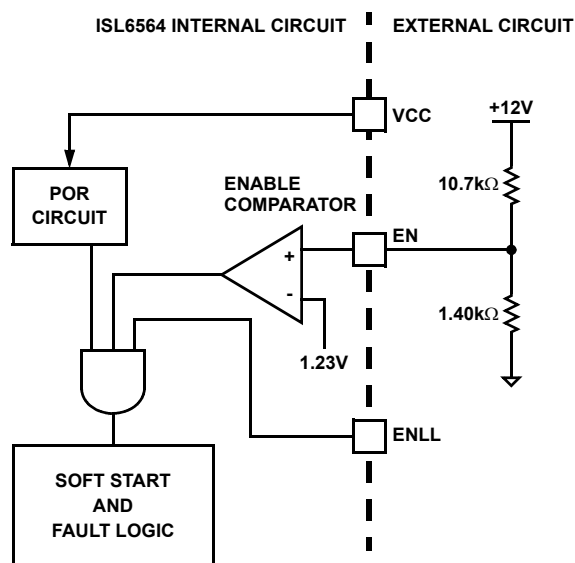 ISL6564 INTERNAL CIRCUIT
EXTERNAL CIRCUIT
VCC
+12V
POR
CIRCUIT
ENABLE
COMPARATOR
10.7kΩ
EN
+
-
1.40kΩ
1.23V
ENLL
SOFT START
AND
FAULT LOGIC